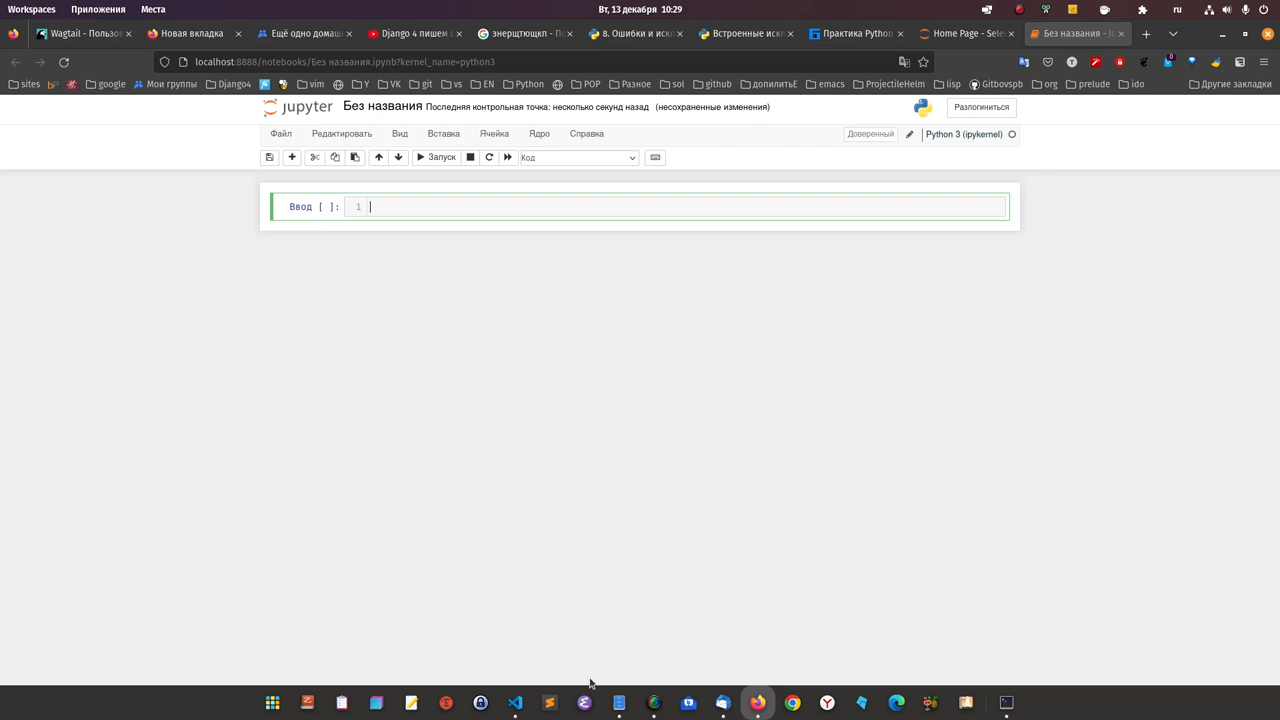 Workspaces Приложения Места Вт, 13 декабря 10:29 ru
Wagtail - Пользов Новая вкладка Ещё одно домаш Django 4 пишем с знерщтющкп - По 8. Ошибки и искл Встроенные искл Практика Python Home Page - Sele Без названия - Ju
localhost:8888/notebooks/Без названия.ipynb?kernel_name=python3
sites google Мои группы Django4 vim Y VK git vs EN Python POP Разное sol github допилитьЕ emacs ProjectileHelm lisp Gitbovspb org prelude ido Другие закладки
jupyter Без названия Последняя контрольная точка: несколько секунд назад (несохраненные изменения) Разлогиниться
Файл Редактировать Вид Вставка Ячейка Ядро Справка Доверенный Python 3 (ipykernel)
Запуск Код
Ввод [ ]: 1